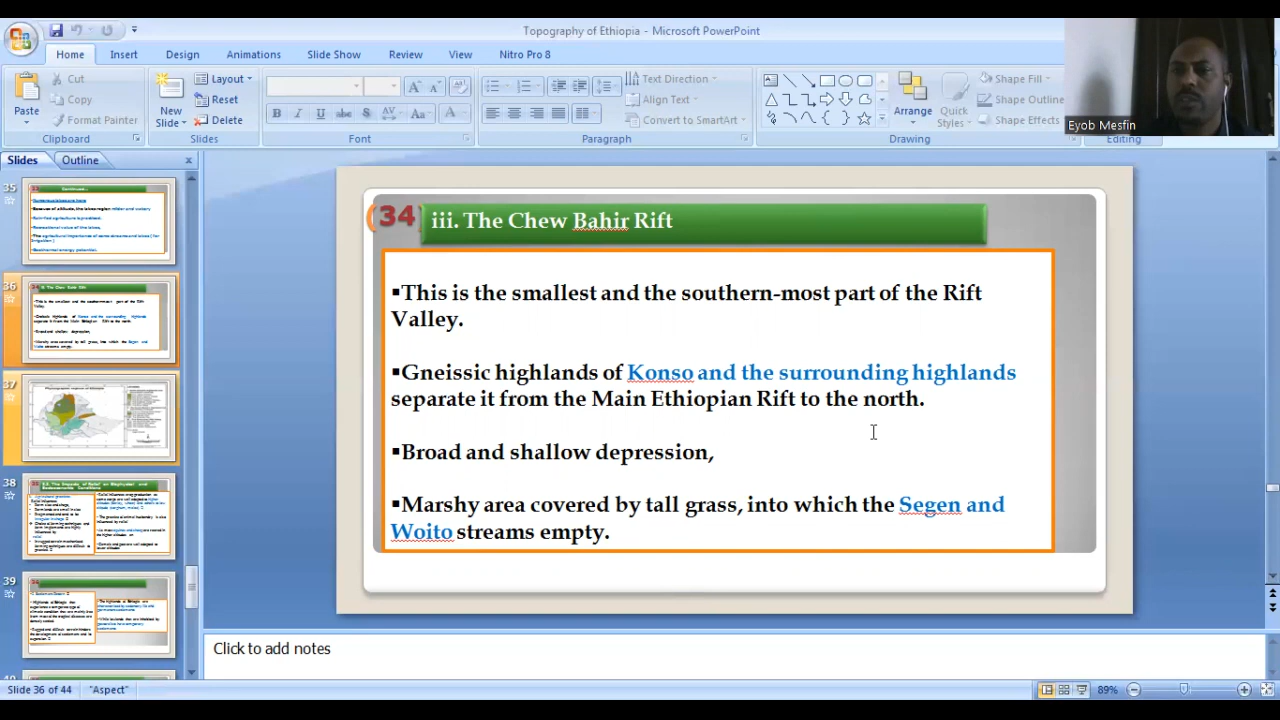 Topography of Ethiopia - Microsoft PowerPoint
Home Insert Design Animations Slide Show Review View Nitro Pro 8
Cut
Copy
Format Painter
Paste
Clipboard
New
Slide
Layout
Reset
Delete
Slides
Font
Text Direction
Align Text
Convert to SmartArt
Paragraph
Arrange
Quick
Styles
Shape Fill
Shape Outline
Shape Effects
Drawing
Editing
Eyob Mesfin
Slides Outline
35
36
37
38
39
(34)
iii. The Chew Bahir Rift
▪This is the smallest and the southern-most part of the Rift
Valley.
▪Gneissic highlands of Konso and the surrounding highlands
separate it from the Main Ethiopian Rift to the north.
▪Broad and shallow depression,
▪Marshy area covered by tall grass, into which the Segen and
Woito streams empty.
Click to add notes
Slide 36 of 44 "Aspect" 89%